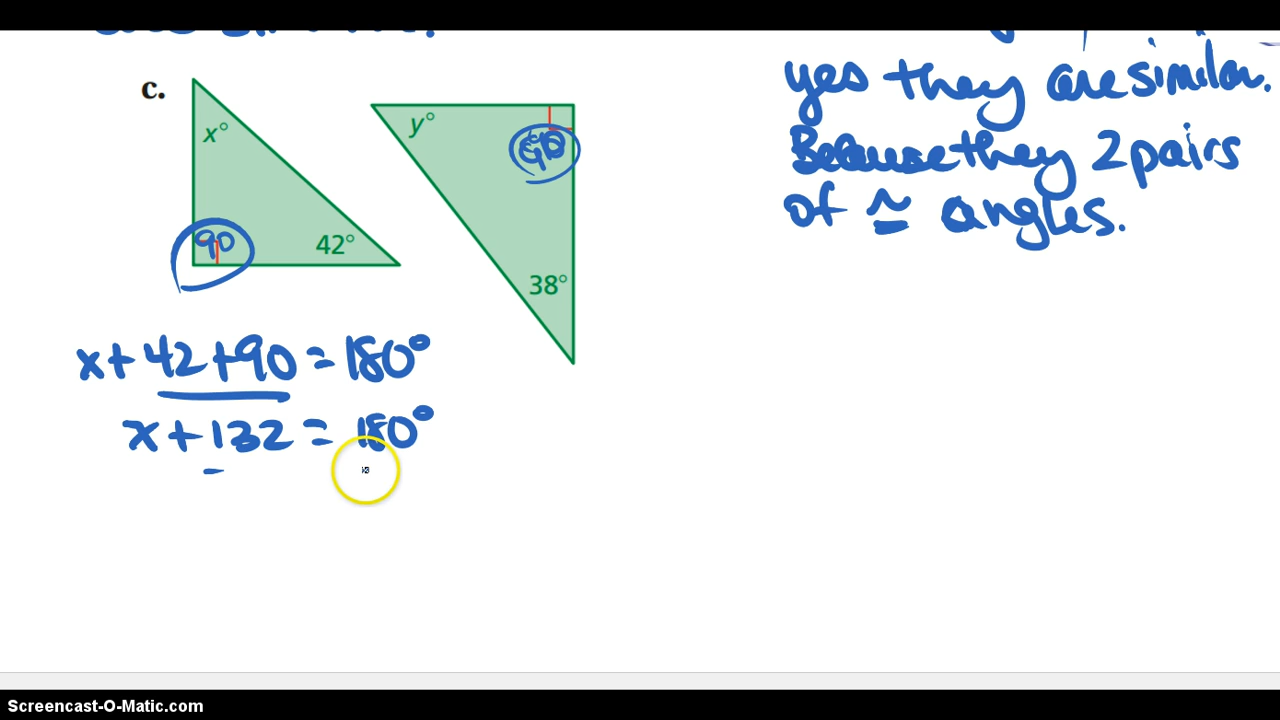 yes they are similar.
Because they 2 pairs
of ≅ angles.
c.
x°
y°
90
90
42°
38°
x + 42 + 90 = 180°
x + 132 = 180°
Screencast-O-Matic.com